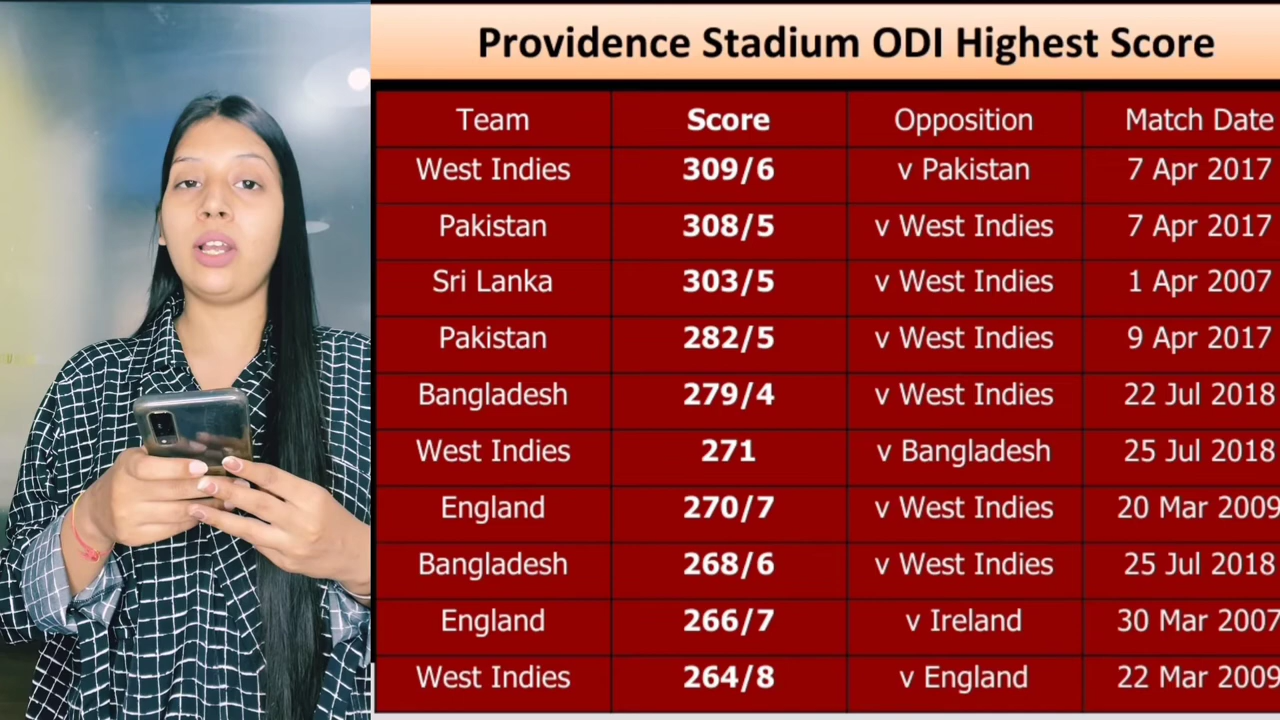 Providence Stadium ODI Highest Score
Team Score Opposition Match Date
West Indies 309/6 v Pakistan 7 Apr 2017
Pakistan 308/5 v West Indies 7 Apr 2017
Sri Lanka 303/5 v West Indies 1 Apr 2007
Pakistan 282/5 v West Indies 9 Apr 2017
Bangladesh 279/4 v West Indies 22 Jul 2018
West Indies 271 v Bangladesh 25 Jul 2018
England 270/7 v West Indies 20 Mar 2009
Bangladesh 268/6 v West Indies 25 Jul 2018
England 266/7 v Ireland 30 Mar 2007
West Indies 264/8 v England 22 Mar 2009